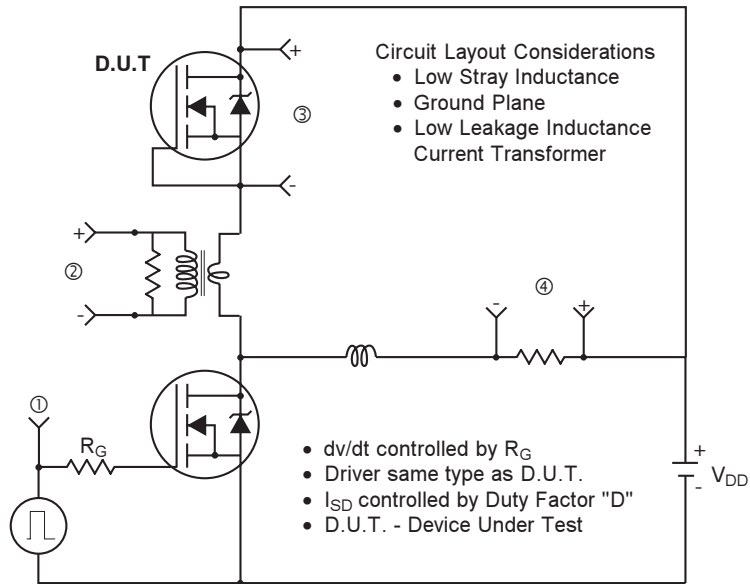 D.U.T
+
③
-
Circuit Layout Considerations
• Low Stray Inductance
• Ground Plane
• Low Leakage Inductance
Current Transformer
+
②
-
④
-
+
①
R_G
• dv/dt controlled by R_G
• Driver same type as D.U.T.
• I_SD controlled by Duty Factor "D"
• D.U.T. - Device Under Test
+
-
V_DD